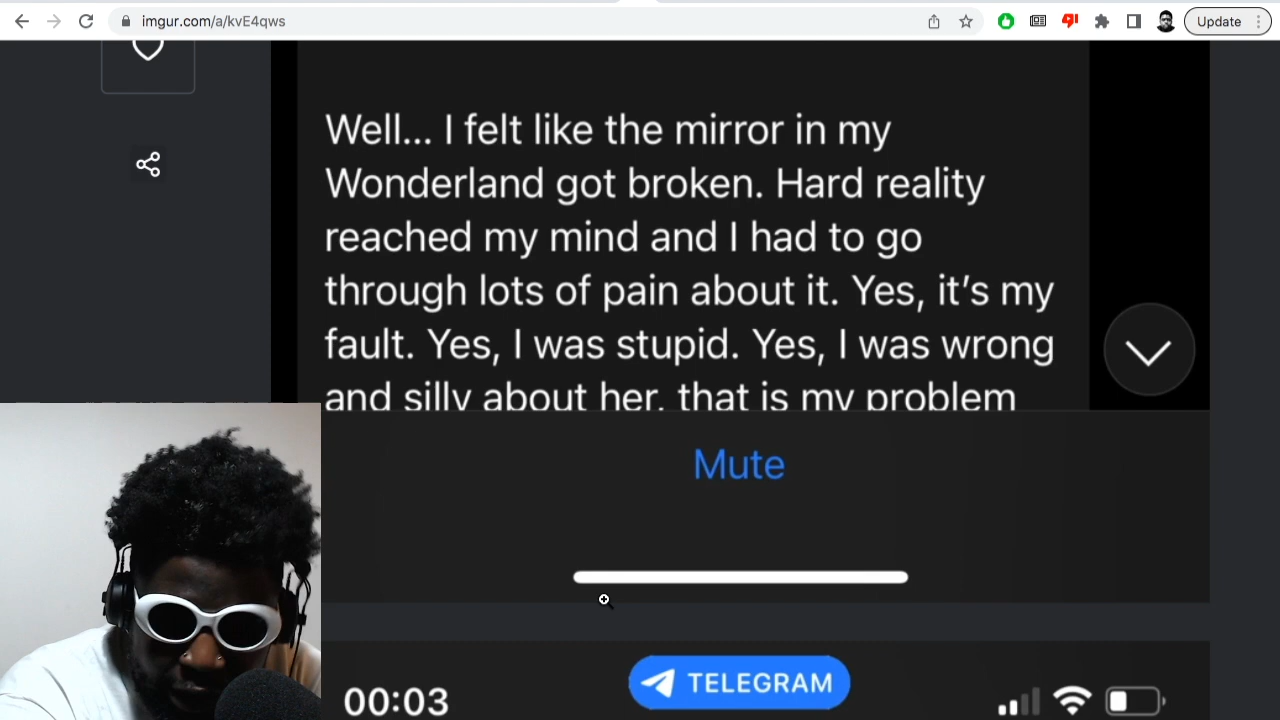 imgur.com/a/kvE4qws
Update
Well... I felt like the mirror in my
Wonderland got broken. Hard reality
reached my mind and I had to go
through lots of pain about it. Yes, it's my
fault. Yes, I was stupid. Yes, I was wrong
and silly about her, that is my problem
Mute
00:03
TELEGRAM